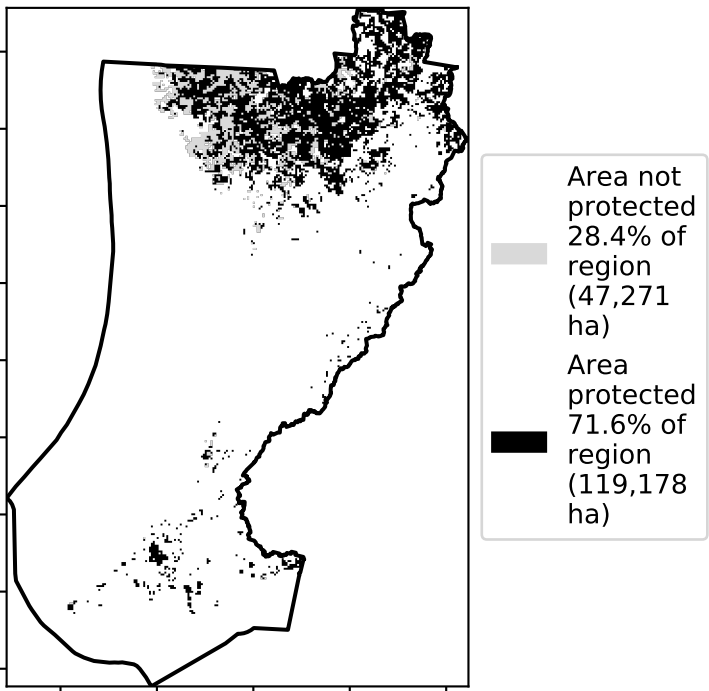 Area not
protected
28.4% of
region
(47,271
ha)
Area
protected
71.6% of
region
(119,178
ha)